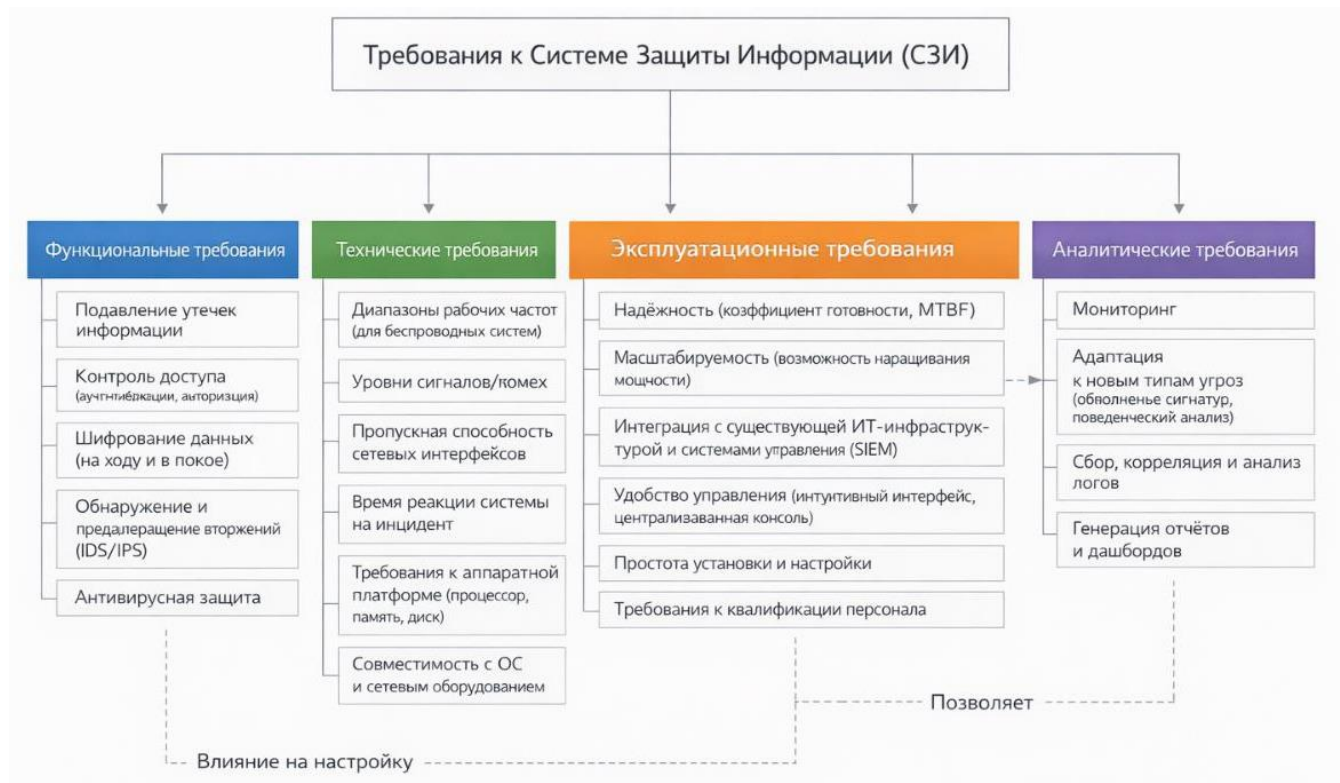 Требования к Системе Защиты Информации (СЗИ)
Функциональные требования
Подавление утечек
информации
Контроль доступа
(аучгнтиёакации, авторизция)
Шифрование данных
(на ходу и в покое)
Обнаружение и
предалеращение вторжений
(IDS/IPS)
Антивирусная защита
Технические требования
Диапазоны рабочих частот
(для беспроводных систем)
Уровни сигналов/помех
Пропускная способность
сетевых интерфейсов
Время реакции системы
на инцидент
Требования к аппаратной
платформе (процессор,
память, диск)
Совместимость с ОС
и сетевым оборудованием
Эксплуатационные требования
Надёжность (коэффициент готовности, MTBF)
Масштабируемость (возможность наращивания
мощности)
Интеграция с существующей ИТ-инфраструк-
турой и системами управления (SIEM)
Удобство управления (интуитивный интерфейс,
централизаванная консоль)
Простота установки и настройки
Требования к квалификации персонала
Аналитические требования
Мониторинг
Адаптация
к новым типам угроз
(обволненье сигнатур,
поведенческий анализ)
Сбор, корреляция и анализ
логов
Генерация отчётов
и дашбордов
Позволяет
Влияние на настройку